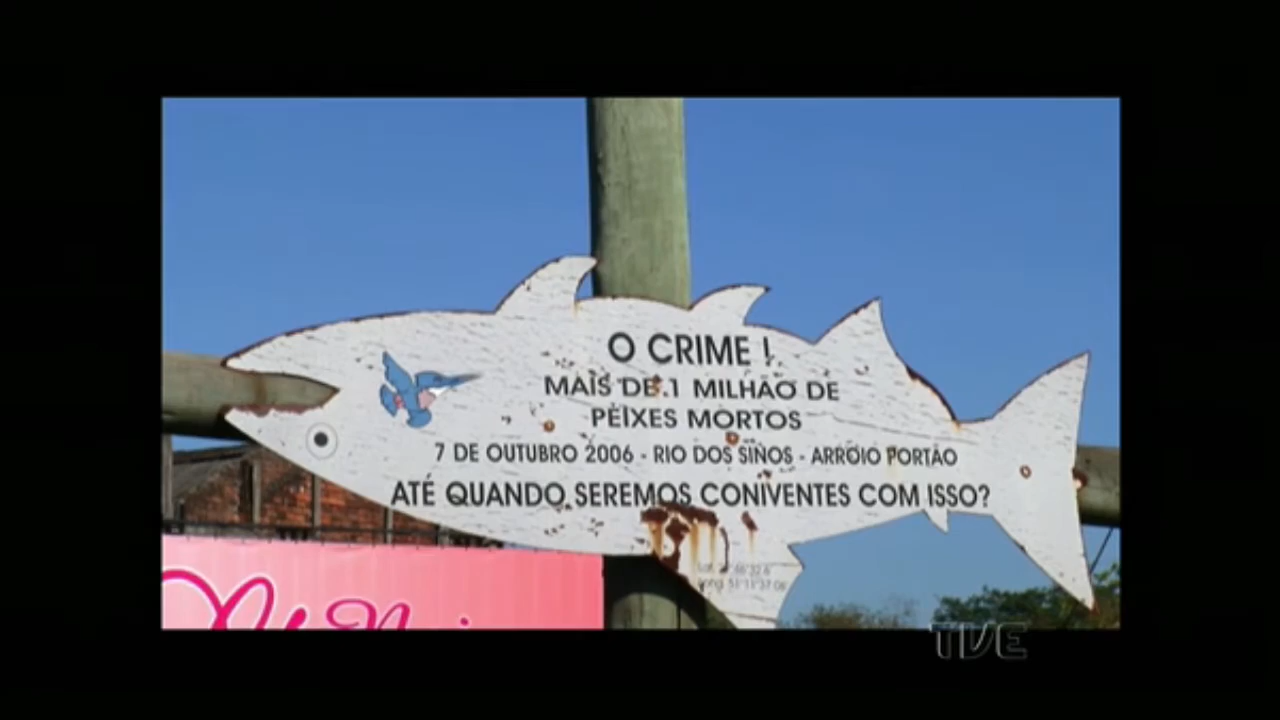 O CRIME !
MAIS DE 1 MILHÃO DE
PEIXES MORTOS
7 DE OUTUBRO 2006 - RIO DOS SINOS - ARROIO PORTÃO
ATÉ QUANDO SEREMOS CONIVENTES COM ISSO?
TVE